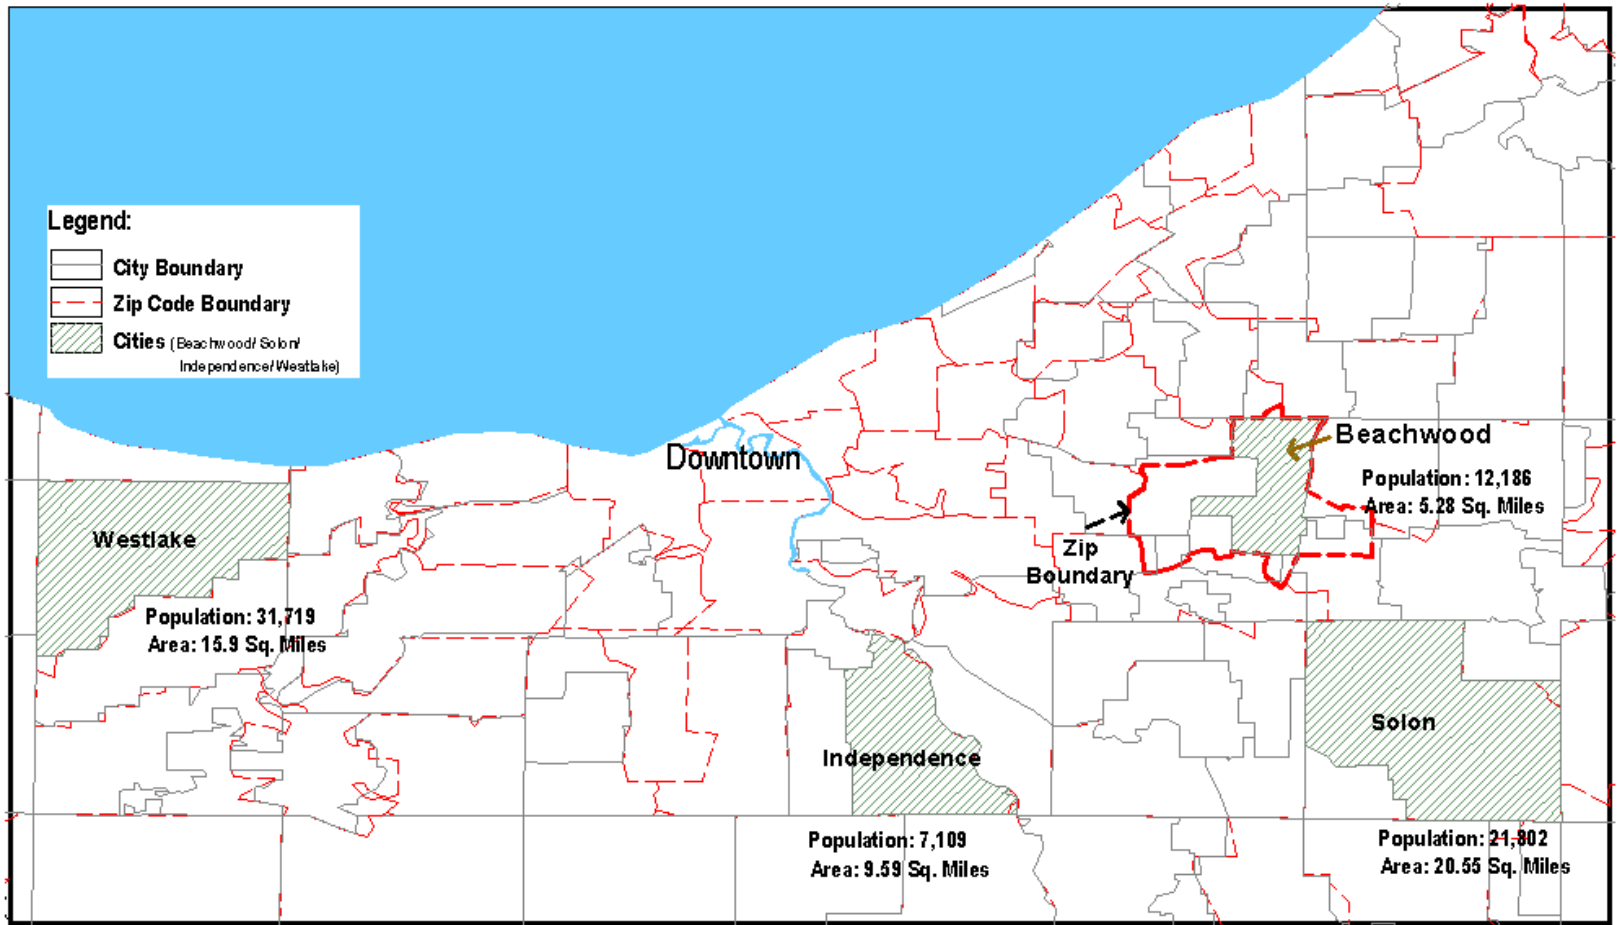 Legend:
City Boundary
Zip Code Boundary
Cities (Beachwood/ Solon/
Independence/Westlake)
Downtown
Beachwood
Population: 12,186
Area: 5.28 Sq. Miles
Zip
Boundary
Westlake
Population: 31,719
Area: 15.9 Sq. Miles
Independence
Population: 7,109
Area: 9.59 Sq. Miles
Solon
Population: 21,802
Area: 20.55 Sq. Miles